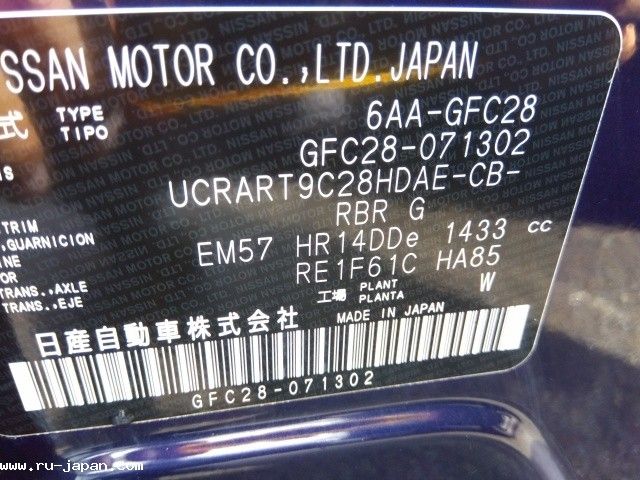 ISSAN MOTOR CO.,LTD.JAPAN
式 TYPE TIPO 6AA-GFC28
GFC28-071302
UCRART9C28HDAE-CB-
TRIM RBR G
,GUARNICION
EM57 HR14DDe 1433 cc
TRANS.,AXLE RE1F61C HA85
TRANS.,EJE
工場 PLANT PLANTA W
日産自動車株式会社 MADE IN JAPAN
GFC28-071302
www.ru-japan.com